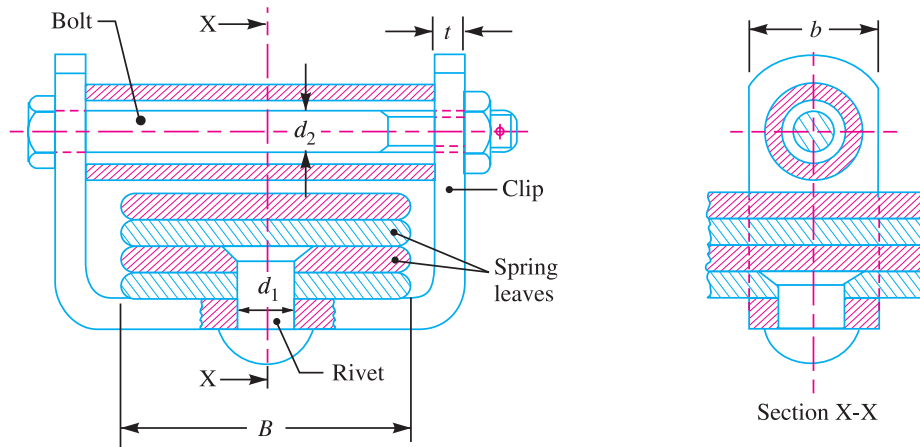 X
t
b
Bolt
d2
Clip
Spring
leaves
d1
Rivet
X
B
Section X-X